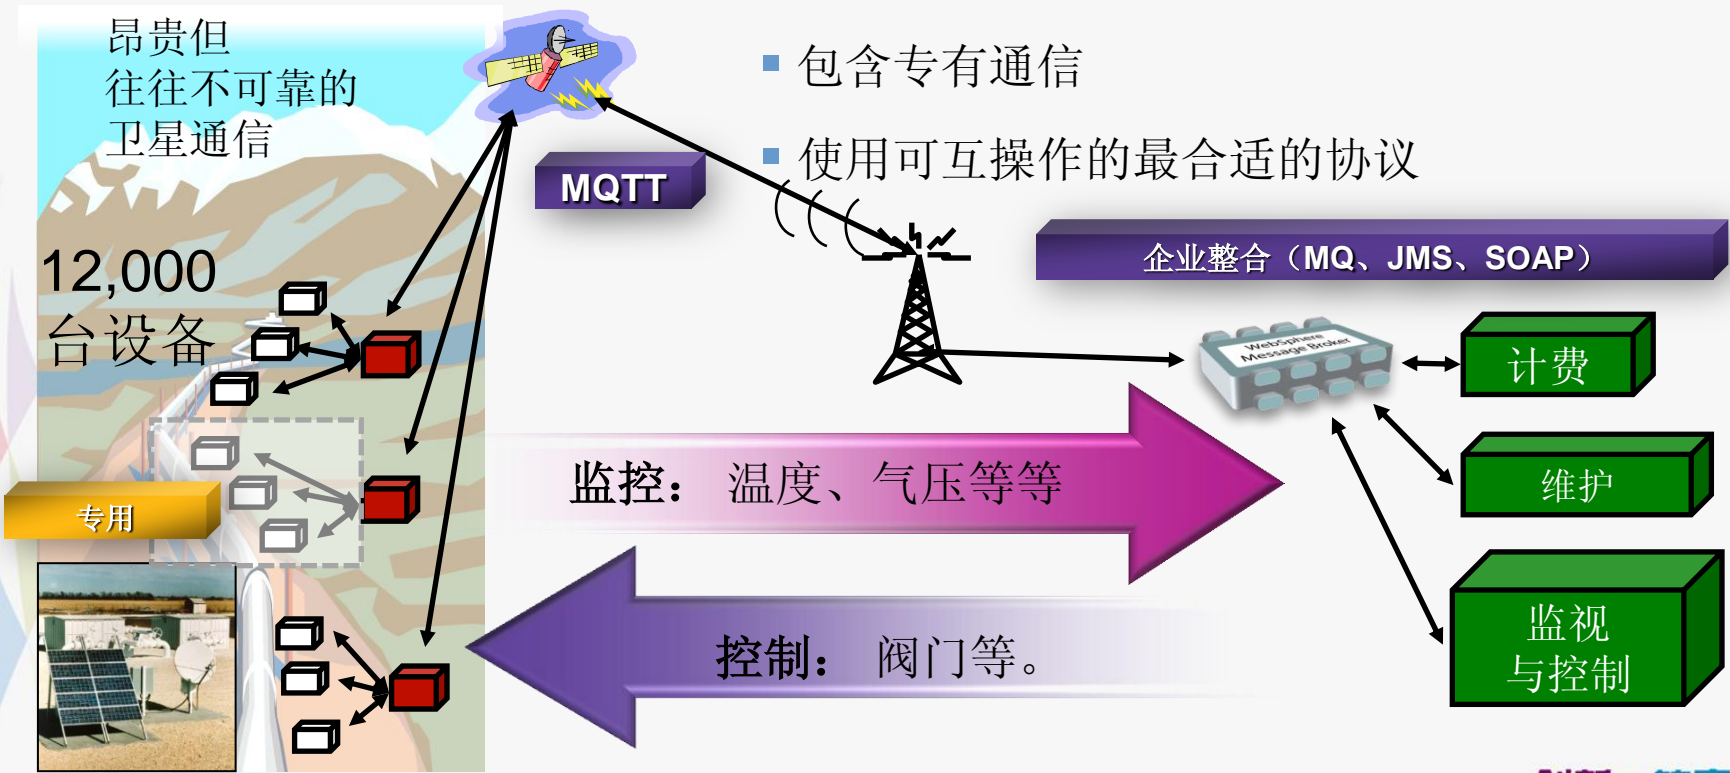 昂贵但
往往不可靠的
卫星通信
包含专有通信
使用可互操作的最合适的协议
MQTT
企业整合（MQ、JMS、SOAP）
12,000
台设备
WebSphere
Message Broker
计费
监控： 温度、气压等等
维护
专用
控制： 阀门等。
监视
与控制